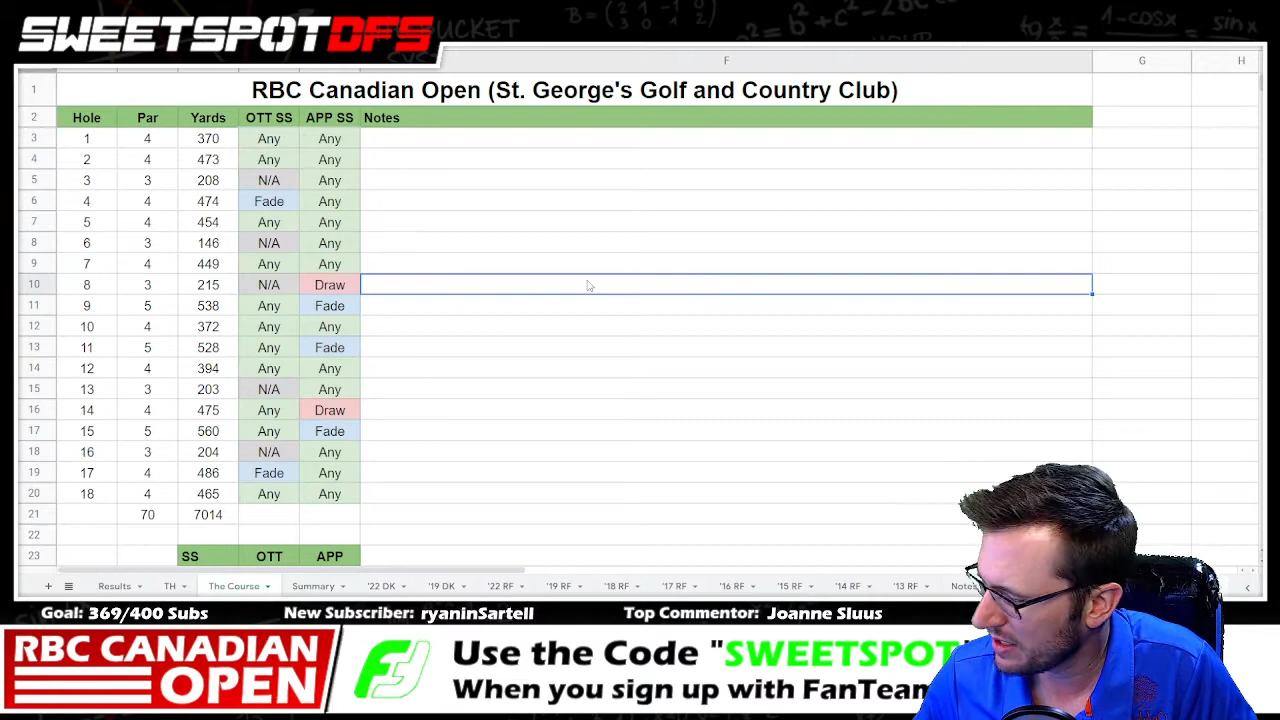 SWEETSPOTDFS
F G H
1 RBC Canadian Open (St. George's Golf and Country Club)
2 Hole Par Yards OTT SS APP SS Notes
3 1 4 370 Any Any
4 2 4 473 Any Any
5 3 3 208 N/A Any
6 4 4 474 Fade Any
7 5 4 454 Any Any
8 6 3 146 N/A Any
9 7 4 449 Any Any
10 8 3 215 N/A Draw
11 9 5 538 Any Fade
12 10 4 372 Any Any
13 11 5 528 Any Fade
14 12 4 394 Any Any
15 13 3 203 N/A Any
16 14 4 475 Any Draw
17 15 5 560 Any Fade
18 16 3 204 N/A Any
19 17 4 486 Fade Any
20 18 4 465 Any Any
21 70 7014
22
23 SS OTT APP
Results TH The Course Summary '22 DK '19 DK '22 RF '19 RF '18 RF '17 RF '16 RF '15 RF '14 RF '13 RF
Goal: 369/400 Subs New Subscriber: ryaninSartell Top Commentor: Joanne Sluus
RBC CANADIAN
OPEN
Use the Code "SWEETSPOT"
When you sign up with FanTeam